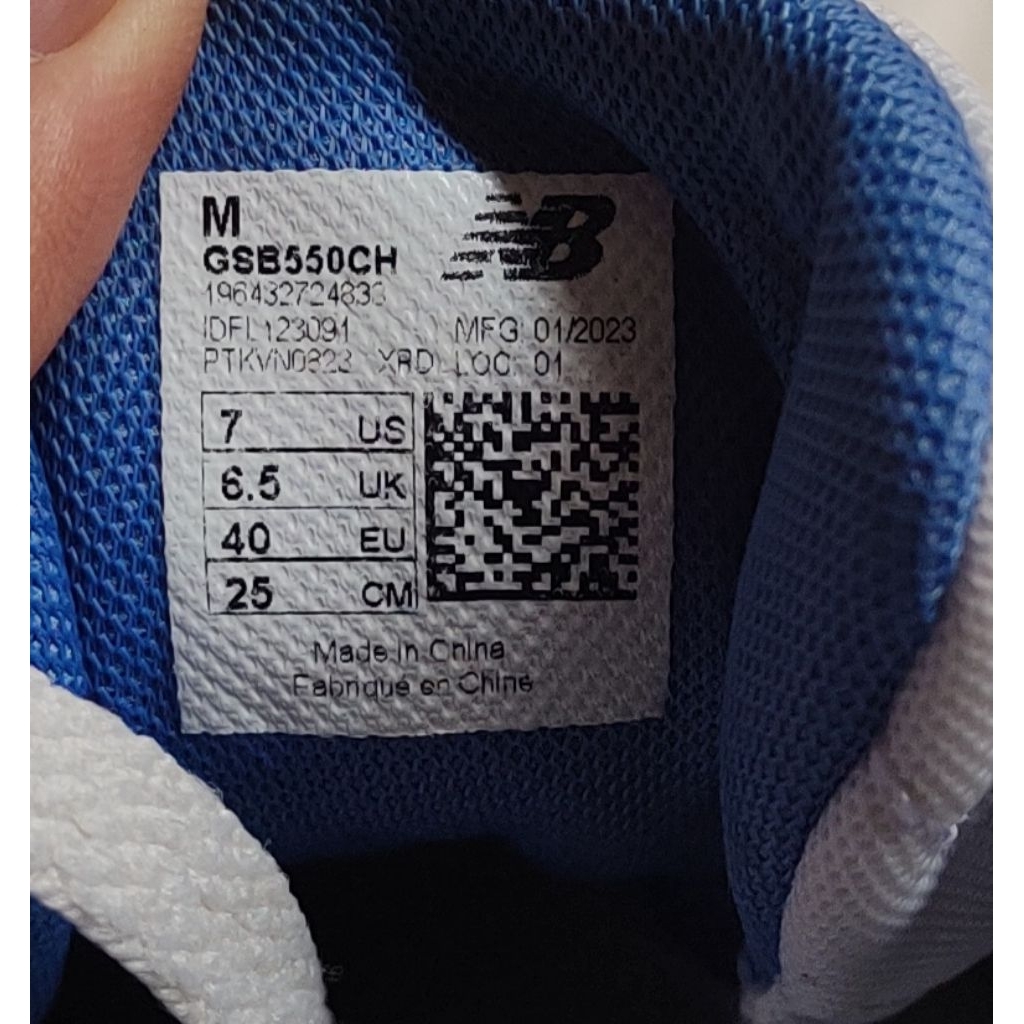 M
NB
GSB550CH
196432724833
IDFL123091 MFG 01/2023
PTKVN0823 XRD LOC: 01
7 US
6.5 UK
40 EU
25 CM
Made in China
Fabriqué en Chine